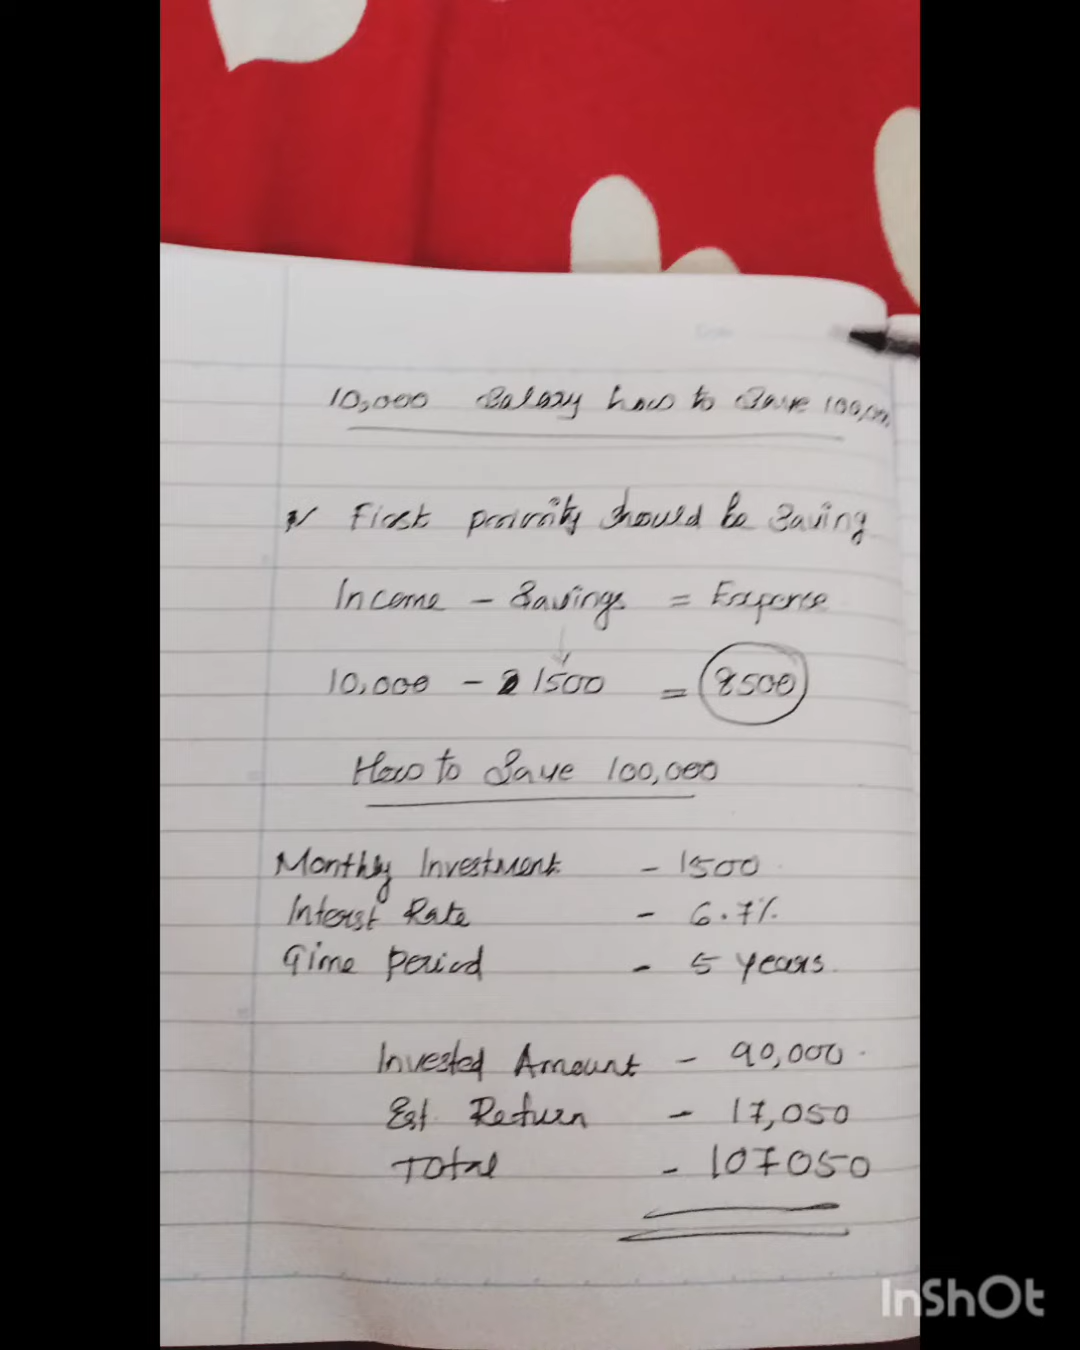 10,000 Salary how to Save 100,000
First priority should be Saving
Income - Savings = Expense
10,000 - 1500 = 8500
How to Save 100,000
Monthly Investment - 1500
Interst Rate - 6.7%
Time Period - 5 years.
Invested Amount - 90,000
Est. Return - 17,050
Total - 107050
InShOt